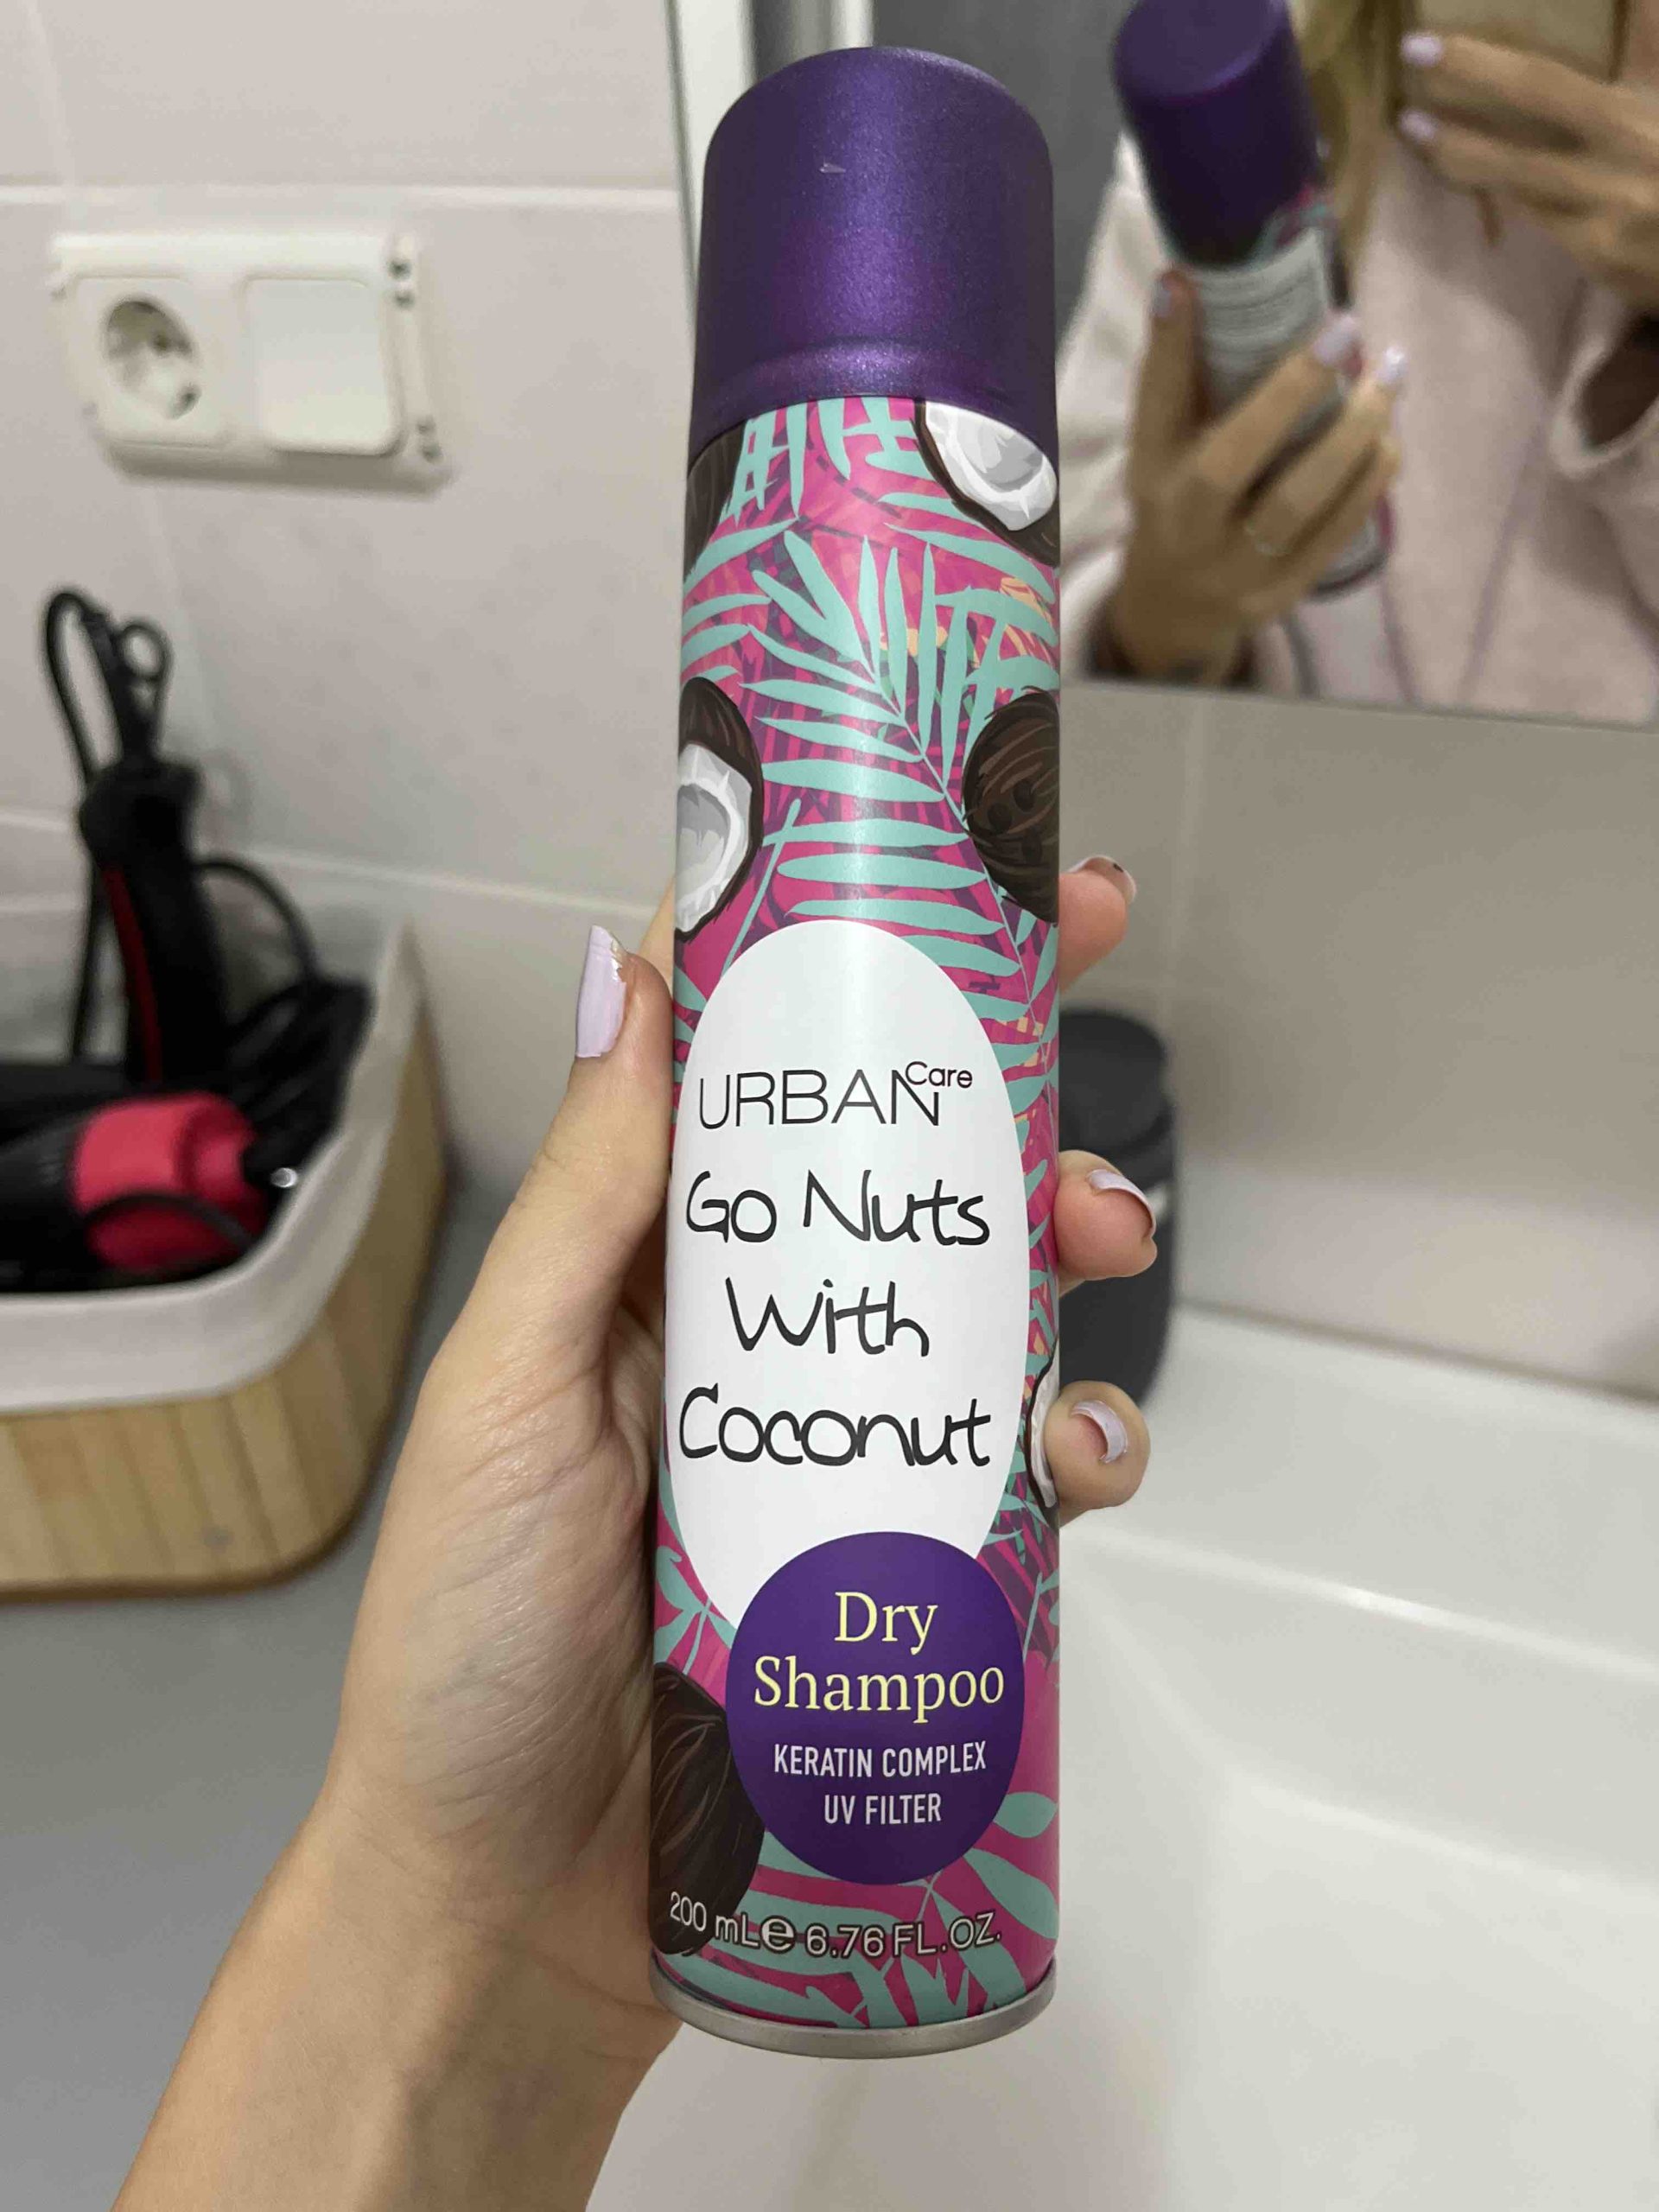 URBAN Care
Go Nuts
With
Coconut
Dry
Shampoo
KERATIN COMPLEX
UV FILTER
200 mL ℮ 6.76 FL.OZ.